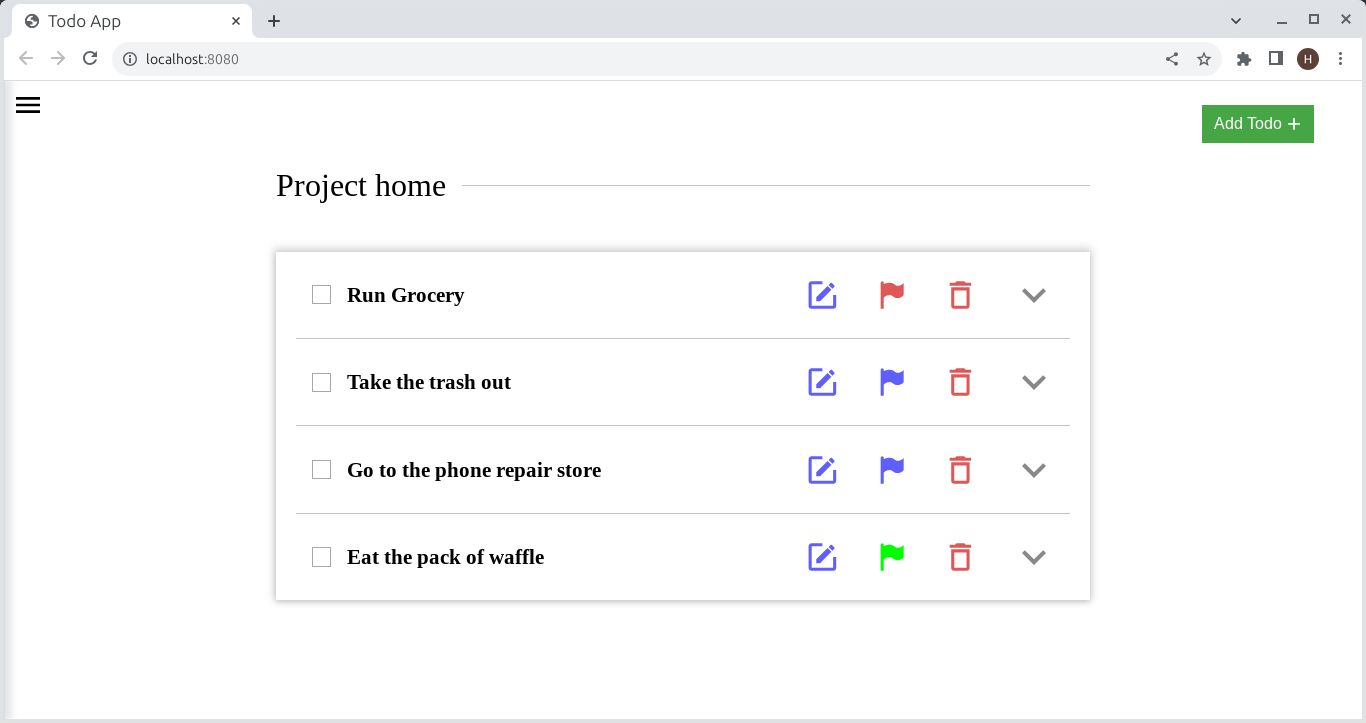 Todo App
localhost:8080
H
Add Todo +
Project home
Run Grocery
Take the trash out
Go to the phone repair store
Eat the pack of waffle